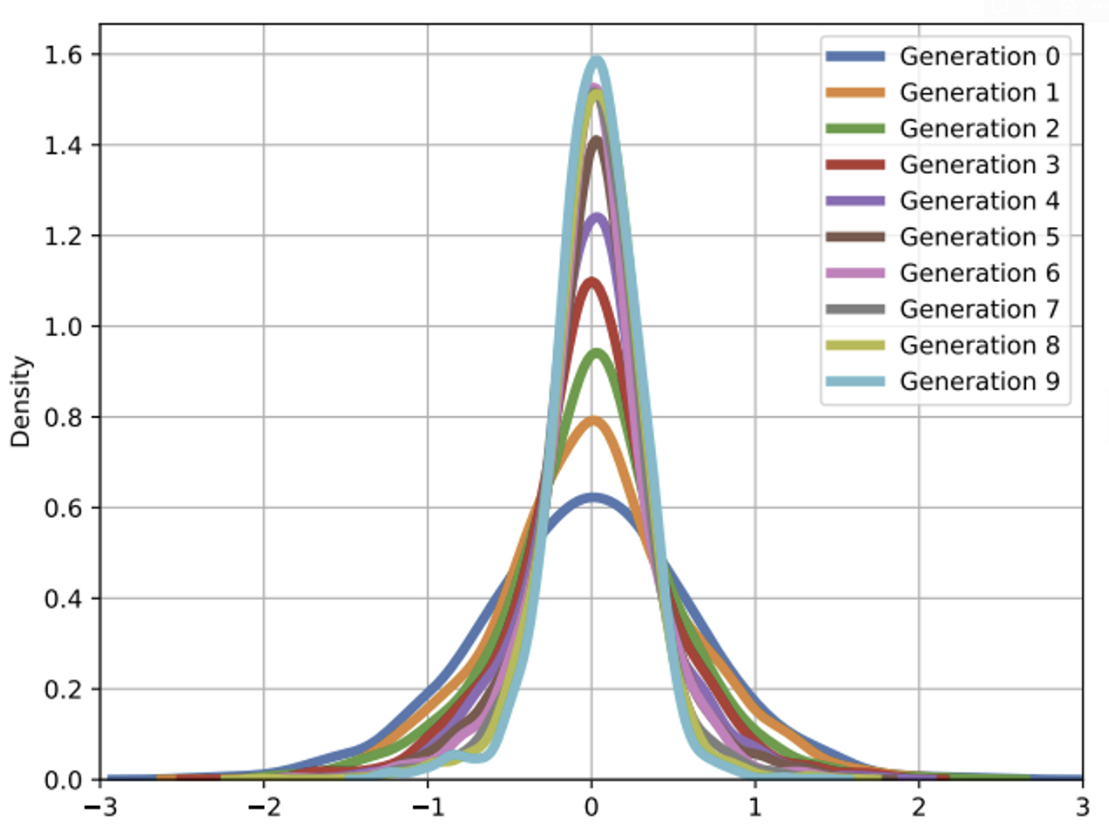 1.6
1.4
1.2
1.0
0.8
0.6
0.4
0.2
0.0
Density
−3
−2
−1
0
1
2
3
Generation 0
Generation 1
Generation 2
Generation 3
Generation 4
Generation 5
Generation 6
Generation 7
Generation 8
Generation 9